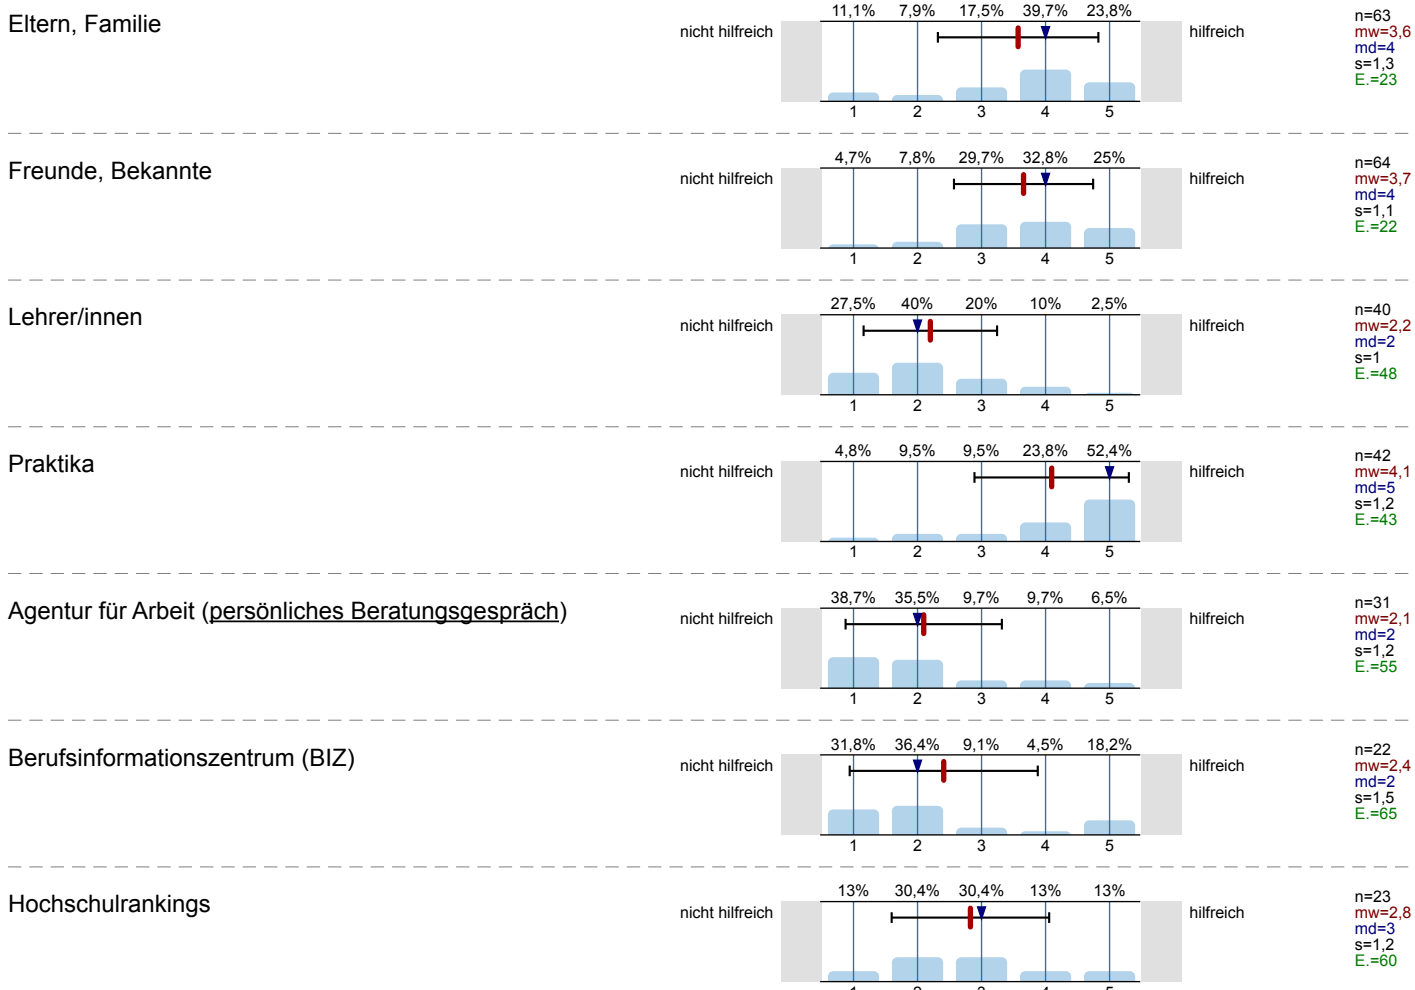 Eltern, Familie
11,1% 7,9% 17,5% 39,7% 23,8%
nicht hilfreich hilfreich
1 2 3 4 5
n=63
mw=3,6
md=4
s=1,3
E.=23
Freunde, Bekannte
4,7% 7,8% 29,7% 32,8% 25%
nicht hilfreich hilfreich
1 2 3 4 5
n=64
mw=3,7
md=4
s=1,1
E.=22
Lehrer/innen
27,5% 40% 20% 10% 2,5%
nicht hilfreich hilfreich
1 2 3 4 5
n=40
mw=2,2
md=2
s=1
E.=48
Praktika
4,8% 9,5% 9,5% 23,8% 52,4%
nicht hilfreich hilfreich
1 2 3 4 5
n=42
mw=4,1
md=5
s=1,2
E.=43
Agentur für Arbeit (persönliches Beratungsgespräch)
38,7% 35,5% 9,7% 9,7% 6,5%
nicht hilfreich hilfreich
1 2 3 4 5
n=31
mw=2,1
md=2
s=1,2
E.=55
Berufsinformationszentrum (BIZ)
31,8% 36,4% 9,1% 4,5% 18,2%
nicht hilfreich hilfreich
1 2 3 4 5
n=22
mw=2,4
md=2
s=1,5
E.=65
Hochschulrankings
13% 30,4% 30,4% 13% 13%
nicht hilfreich hilfreich
1 2 3 4 5
n=23
mw=2,8
md=3
s=1,2
E.=60